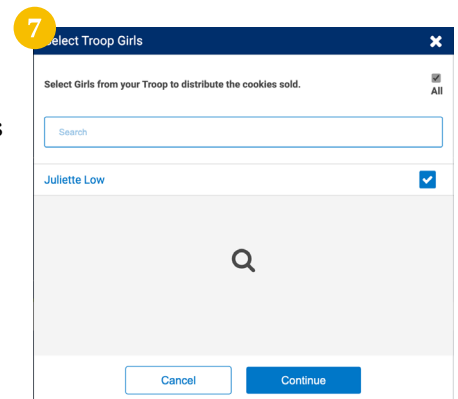 7
elect Troop Girls
Select Girls from your Troop to distribute the cookies sold.
All
s
Search
Juliette Low
Cancel
Continue